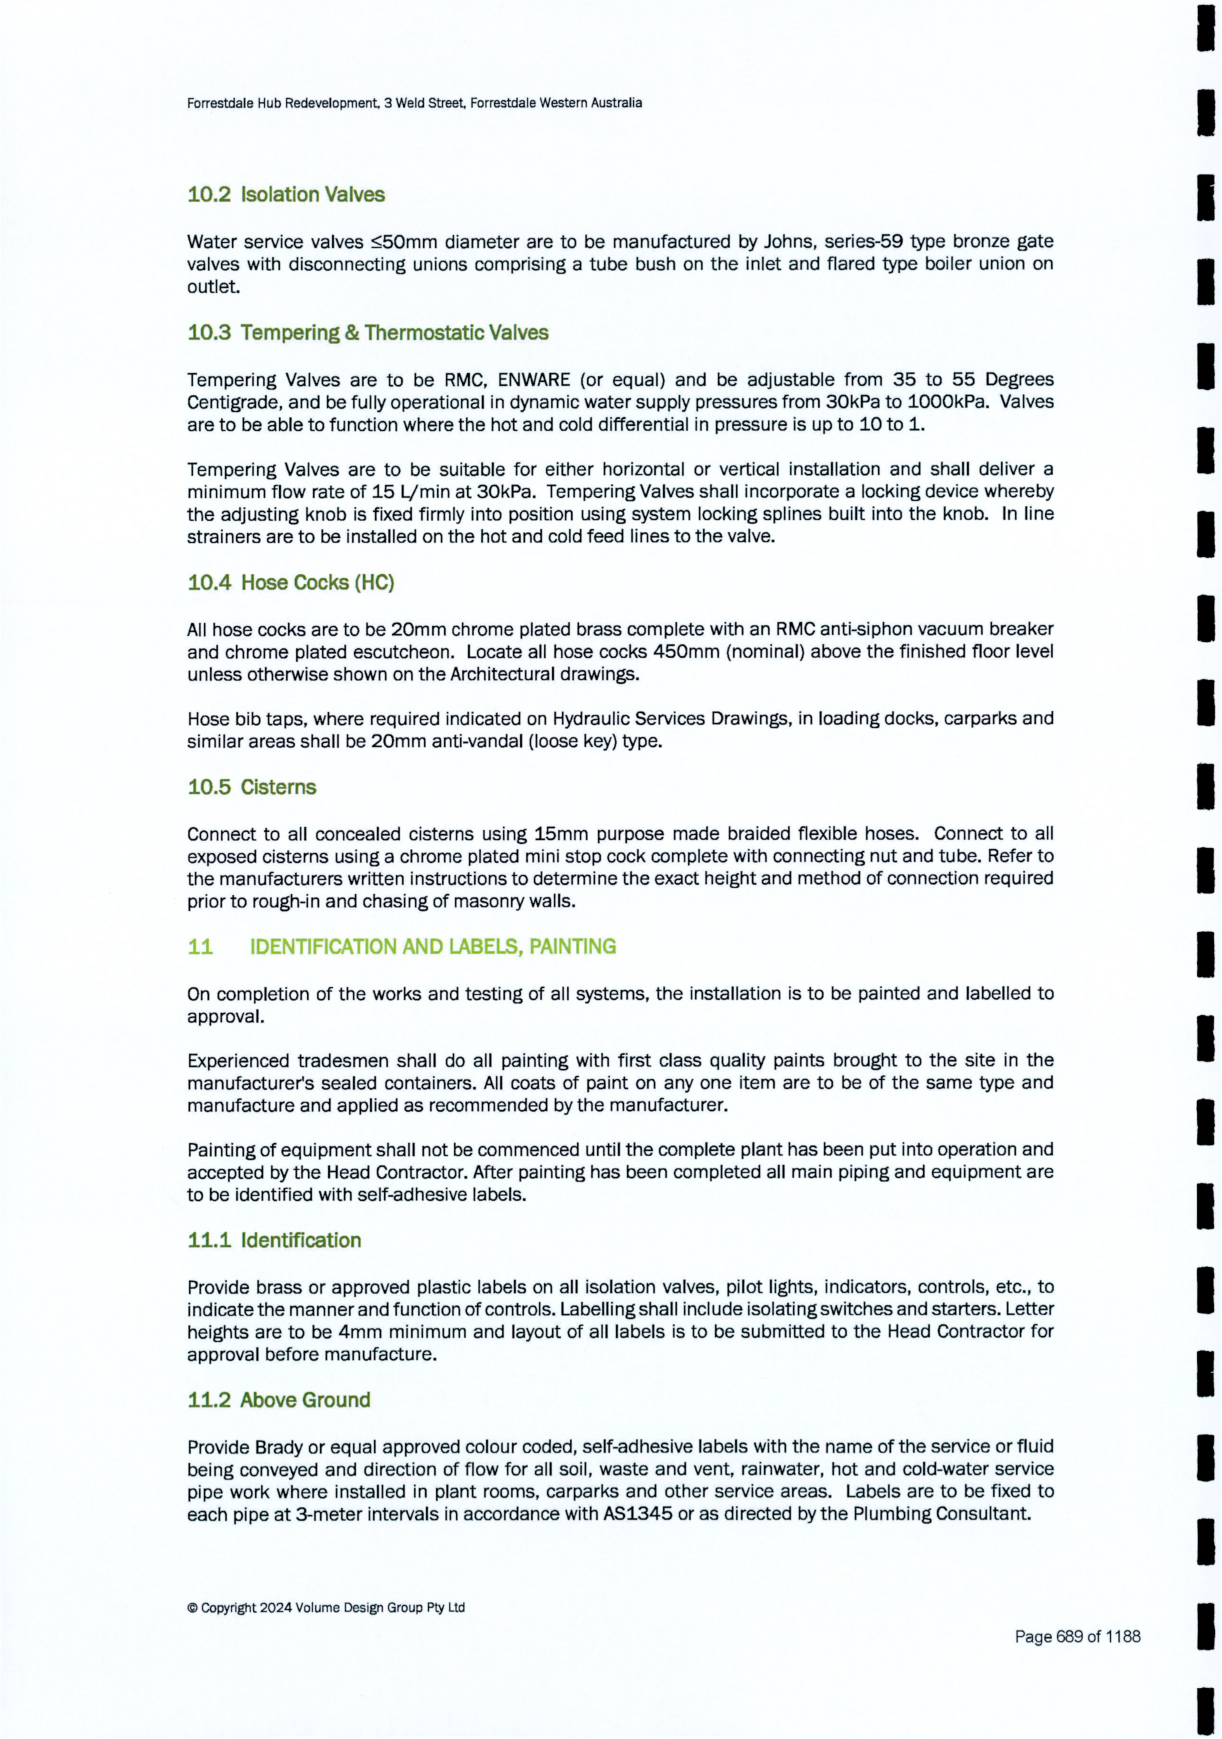 Forrestdale Hub Redevelopment, 3 Weld Street, Forrestdale Western Australia
10.2 Isolation Valves
Water service valves ≤50mm diameter are to be manufactured by Johns, series-59 type bronze gate
valves with disconnecting unions comprising a tube bush on the inlet and flared type boiler union on
outlet.
10.3 Tempering & Thermostatic Valves
Tempering Valves are to be RMC, ENWARE (or equal) and be adjustable from 35 to 55 Degrees
Centigrade, and be fully operational in dynamic water supply pressures from 30kPa to 1000kPa. Valves
are to be able to function where the hot and cold differential in pressure is up to 10 to 1.
Tempering Valves are to be suitable for either horizontal or vertical installation and shall deliver a
minimum flow rate of 15 L/min at 30kPa. Tempering Valves shall incorporate a locking device whereby
the adjusting knob is fixed firmly into position using system locking splines built into the knob. In line
strainers are to be installed on the hot and cold feed lines to the valve.
10.4 Hose Cocks (HC)
All hose cocks are to be 20mm chrome plated brass complete with an RMC anti-siphon vacuum breaker
and chrome plated escutcheon. Locate all hose cocks 450mm (nominal) above the finished floor level
unless otherwise shown on the Architectural drawings.
Hose bib taps, where required indicated on Hydraulic Services Drawings, in loading docks, carparks and
similar areas shall be 20mm anti-vandal (loose key) type.
10.5 Cisterns
Connect to all concealed cisterns using 15mm purpose made braided flexible hoses. Connect to all
exposed cisterns using a chrome plated mini stop cock complete with connecting nut and tube. Refer to
the manufacturers written instructions to determine the exact height and method of connection required
prior to rough-in and chasing of masonry walls.
11 IDENTIFICATION AND LABELS, PAINTING
On completion of the works and testing of all systems, the installation is to be painted and labelled to
approval.
Experienced tradesmen shall do all painting with first class quality paints brought to the site in the
manufacturer's sealed containers. All coats of paint on any one item are to be of the same type and
manufacture and applied as recommended by the manufacturer.
Painting of equipment shall not be commenced until the complete plant has been put into operation and
accepted by the Head Contractor. After painting has been completed all main piping and equipment are
to be identified with self-adhesive labels.
11.1 Identification
Provide brass or approved plastic labels on all isolation valves, pilot lights, indicators, controls, etc., to
indicate the manner and function of controls. Labelling shall include isolating switches and starters. Letter
heights are to be 4mm minimum and layout of all labels is to be submitted to the Head Contractor for
approval before manufacture.
11.2 Above Ground
Provide Brady or equal approved colour coded, self-adhesive labels with the name of the service or fluid
being conveyed and direction of flow for all soil, waste and vent, rainwater, hot and cold-water service
pipe work where installed in plant rooms, carparks and other service areas. Labels are to be fixed to
each pipe at 3-meter intervals in accordance with AS1345 or as directed by the Plumbing Consultant.
© Copyright 2024 Volume Design Group Pty Ltd
Page 689 of 1188